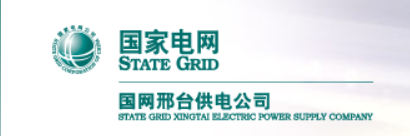 国家电网
STATE GRID
国网邢台供电公司
STATE GRID XINGTAI ELECTRIC POWER SUPPLY COMPANY